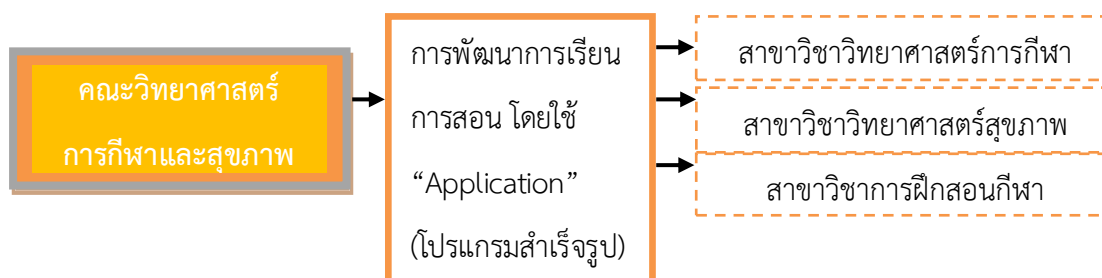 คณะวิทยาศาสตร์
การกีฬาและสุขภาพ
การพัฒนาการเรียน
การสอน โดยใช้
“Application”
(โปรแกรมสำเร็จรูป)
สาขาวิชาวิทยาศาสตร์การกีฬา
สาขาวิชาวิทยาศาสตร์สุขภาพ
สาขาวิชาการฝึกสอนกีฬา